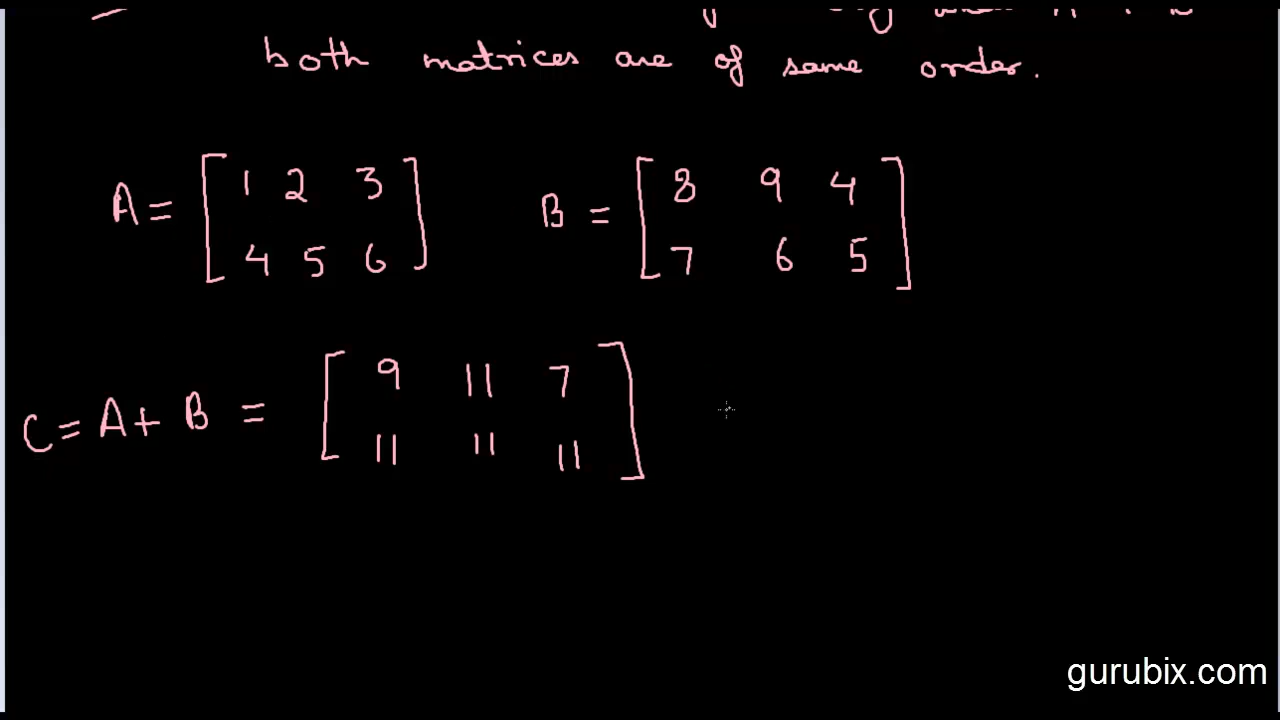 both matrices are of same order.
A = [ 1 2 3
4 5 6 ]
B = [ 8 9 4
7 6 5 ]
C = A + B = [ 9 11 7
11 11 11 ]
gurubix.com